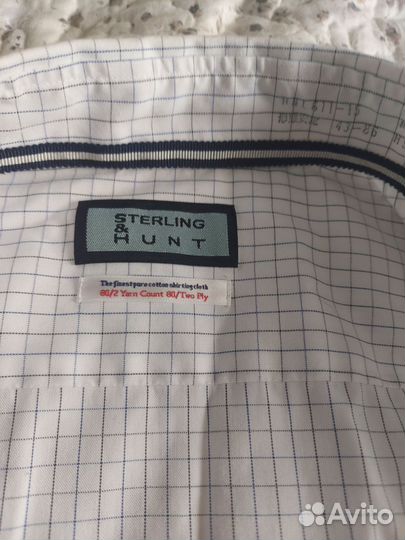 STERLING
&
HUNT
The finest pure cotton shirting cloth
80/2 Yarn Count 80/Two Ply
Avito